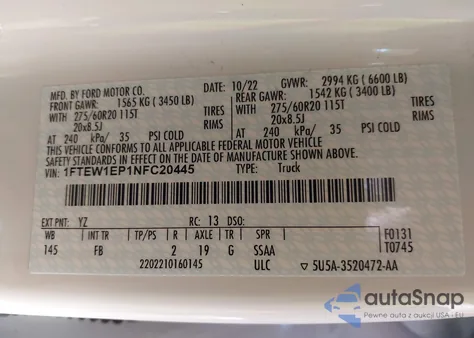 MFD. BY FORD MOTOR CO.
DATE: 10/22 GVWR: 2994 KG (6600 LB)
FRONT GAWR: 1565 KG (3450 LB) REAR GAWR: 1542 KG (3400 LB)
WITH 275/60R20 115T TIRES WITH 275/60R20 115T TIRES
20x8.5J RIMS 20x8.5J RIMS
AT 240 kPa/ 35 PSI COLD AT 240 kPa/ 35 PSI COLD
THIS VEHICLE CONFORMS TO ALL APPLICABLE FEDERAL MOTOR VEHICLE
SAFETY STANDARDS IN EFFECT ON THE DATE OF MANUFACTURE SHOWN ABOVE.
VIN: 1FTEW1EP1NFC20445 TYPE: Truck
EXT PNT: YZ RC: 13 DSO:
WB INT TR TP/PS R AXLE TR SPR F0131
145 FB 2 19 G SSAA T0745
2202210160145 ULC ▽ 5U5A-3520472-AA
autoSnap
Pewne auto z USA - EU